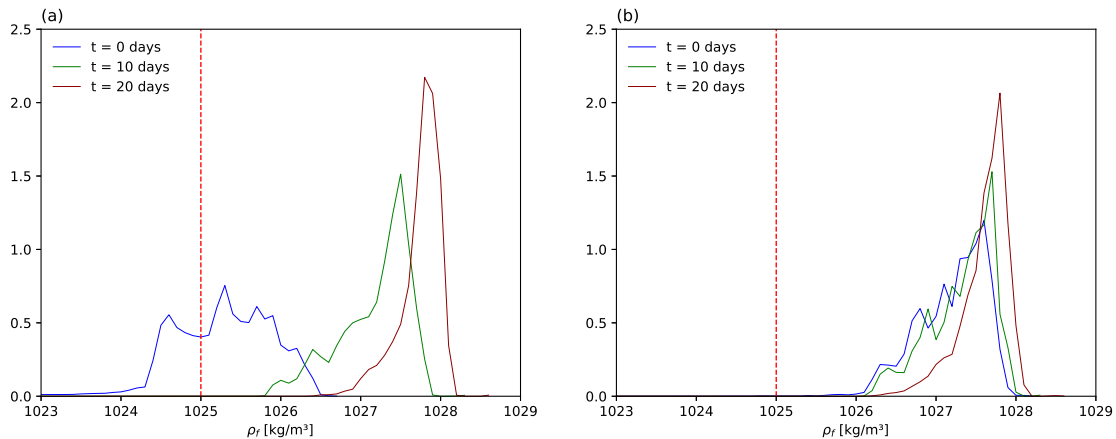 (a)
2.5
2.0
1.5
1.0
0.5
0.0
t = 0 days
t = 10 days
t = 20 days
1023 1024 1025 1026 1027 1028 1029
ρf [kg/m³]
(b)
2.5
2.0
1.5
1.0
0.5
0.0
t = 0 days
t = 10 days
t = 20 days
1023 1024 1025 1026 1027 1028 1029
ρf [kg/m³]